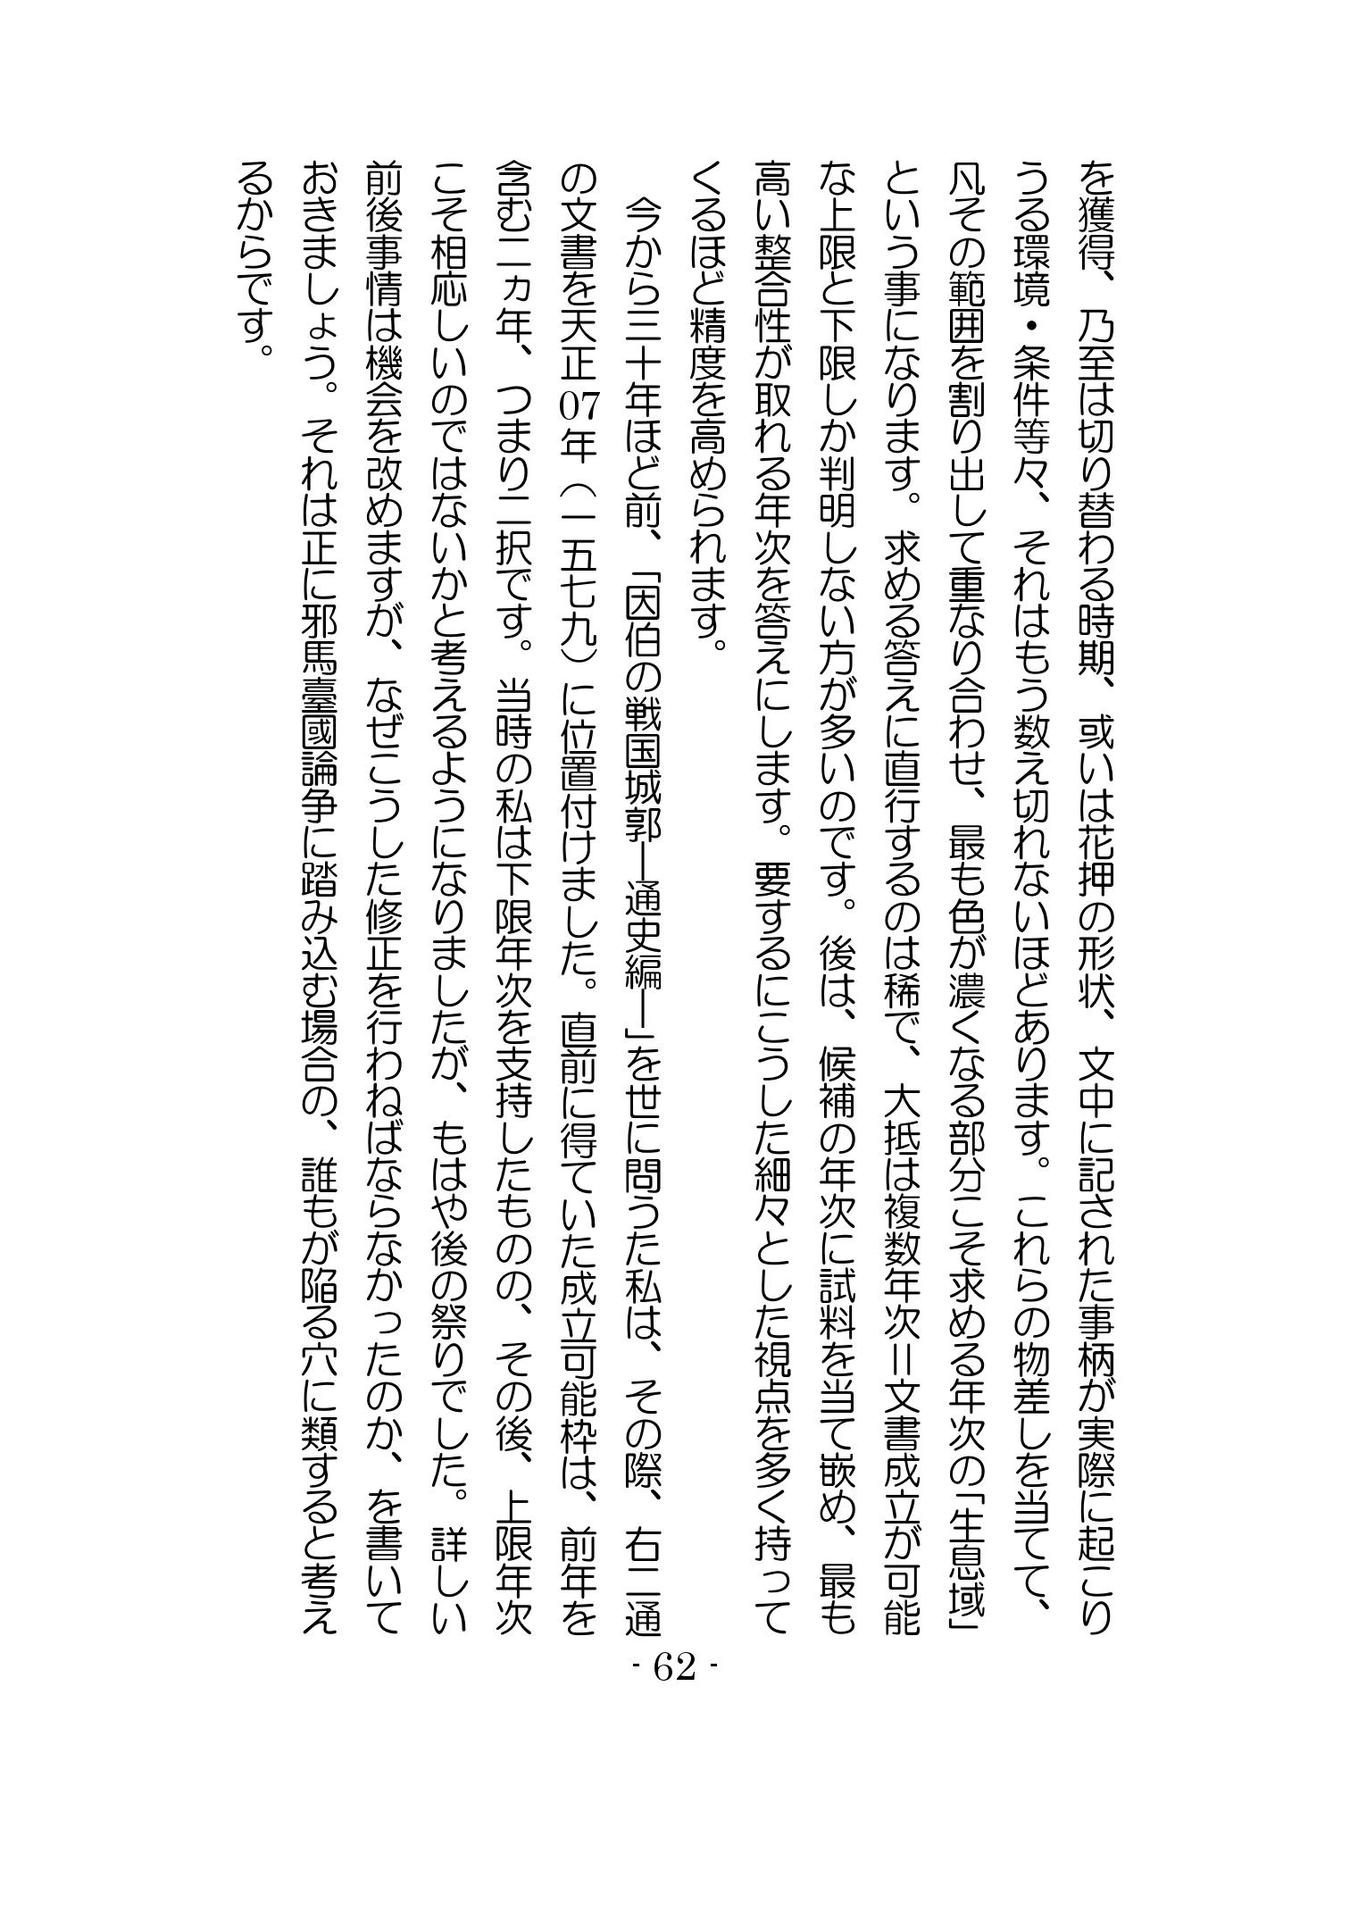 を獲得、乃至は切り替わる時期、或いは花押の形状、文中に記された事柄が実際に起こり
うる環境・条件等々、それはもう数え切れないほどあります。これらの物差しを当てて、
凡その範囲を割り出して重なり合わせ、最も色が濃くなる部分こそ求める年次の「生息域」
という事になります。求める答えに直行するのは稀で、大抵は複数年次＝文書成立が可能
な上限と下限しか判明しない方が多いのです。後は、候補の年次に試料を当て嵌め、最も
高い整合性が取れる年次を答えにします。要するにこうした細々とした視点を多く持って
くるほど精度を高められます。
今から三十年ほど前、「因伯の戦国城郭―通史編―」を世に問うた私は、その際、右二通
の文書を天正07年（一五七九）に位置付けました。直前に得ていた成立可能枠は、前年を
含む二ヵ年、つまり二択です。当時の私は下限年次を支持したものの、その後、上限年次
こそ相応しいのではないかと考えるようになりましたが、もはや後の祭りでした。詳しい
前後事情は機会を改めますが、なぜこうした修正を行わねばならなかったのか、を書いて
おきましょう。それは正に邪馬臺國論争に踏み込む場合の、誰もが陥る穴に類すると考え
るからです。
- 62 -